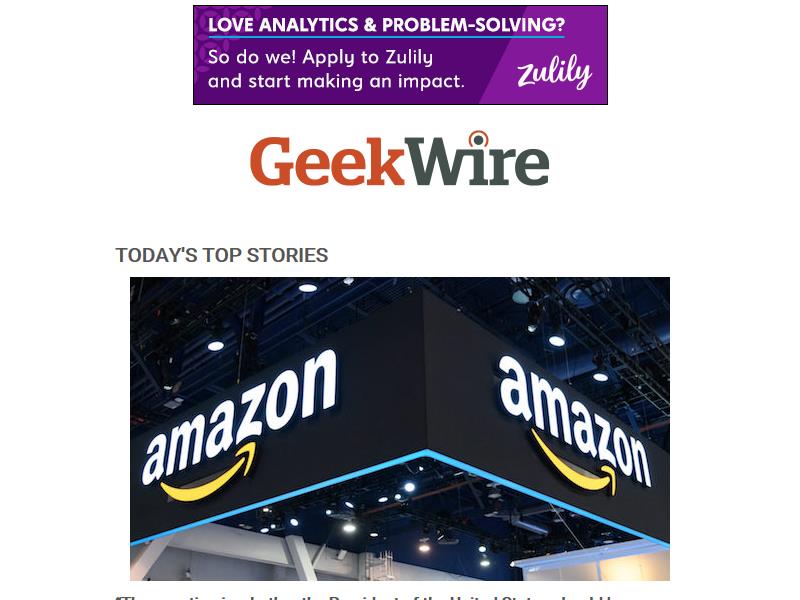 LOVE ANALYTICS & PROBLEM-SOLVING?
So do we! Apply to Zulily
and start making an impact.
zulily
GeekWire
TODAY'S TOP STORIES
amazon
amazon